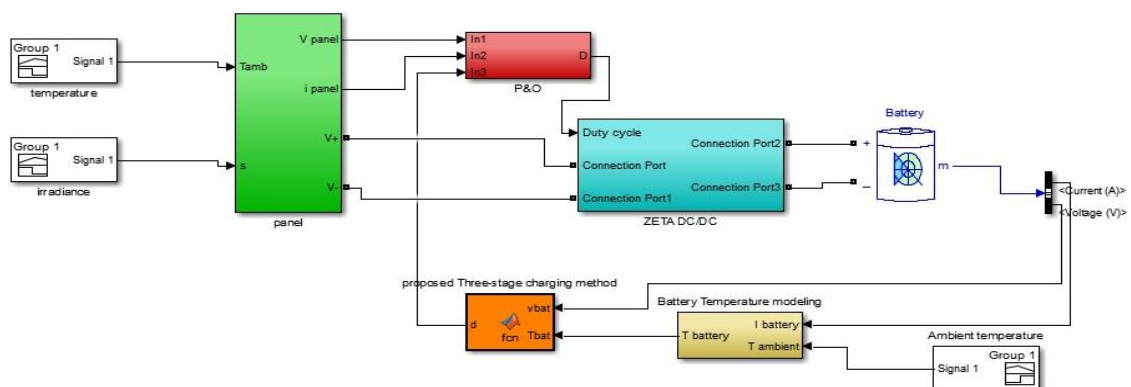 Group 1
Signal 1
temperature
Group 1
Signal 1
irradiance
Tamb
s
V panel
i panel
V+
V-
panel
In1
In2
In3
D
P&O
Duty cycle
Connection Port
Connection Port1
Connection Port2
Connection Port3
ZETA DC/DC
Battery
+
_
m
<Current (A)>
<Voltage (V)>
proposed Three-stage charging method
d
fcn
vbat
Tbat
Battery Temperature modeling
T battery
I battery
T ambient
Ambient temperature
Group 1
Signal 1